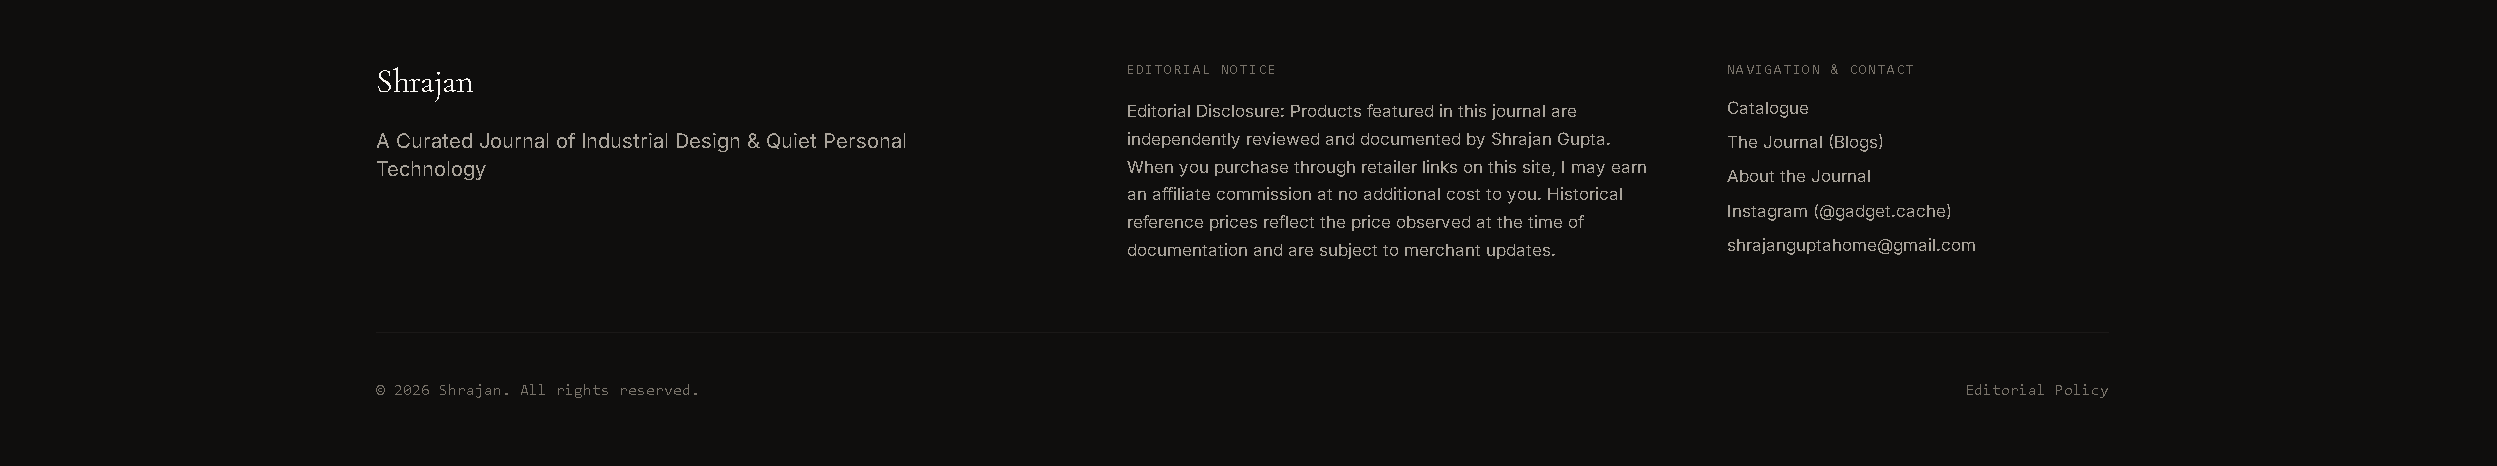 Shrajan
A Curated Journal of Industrial Design & Quiet Personal
Technology
EDITORIAL NOTICE
Editorial Disclosure: Products featured in this journal are
independently reviewed and documented by Shrajan Gupta.
When you purchase through retailer links on this site, I may earn
an affiliate commission at no additional cost to you. Historical
reference prices reflect the price observed at the time of
documentation and are subject to merchant updates.
NAVIGATION & CONTACT
Catalogue
The Journal (Blogs)
About the Journal
Instagram (@gadget.cache)
shrajanguptahome@gmail.com
© 2026 Shrajan. All rights reserved.
Editorial Policy